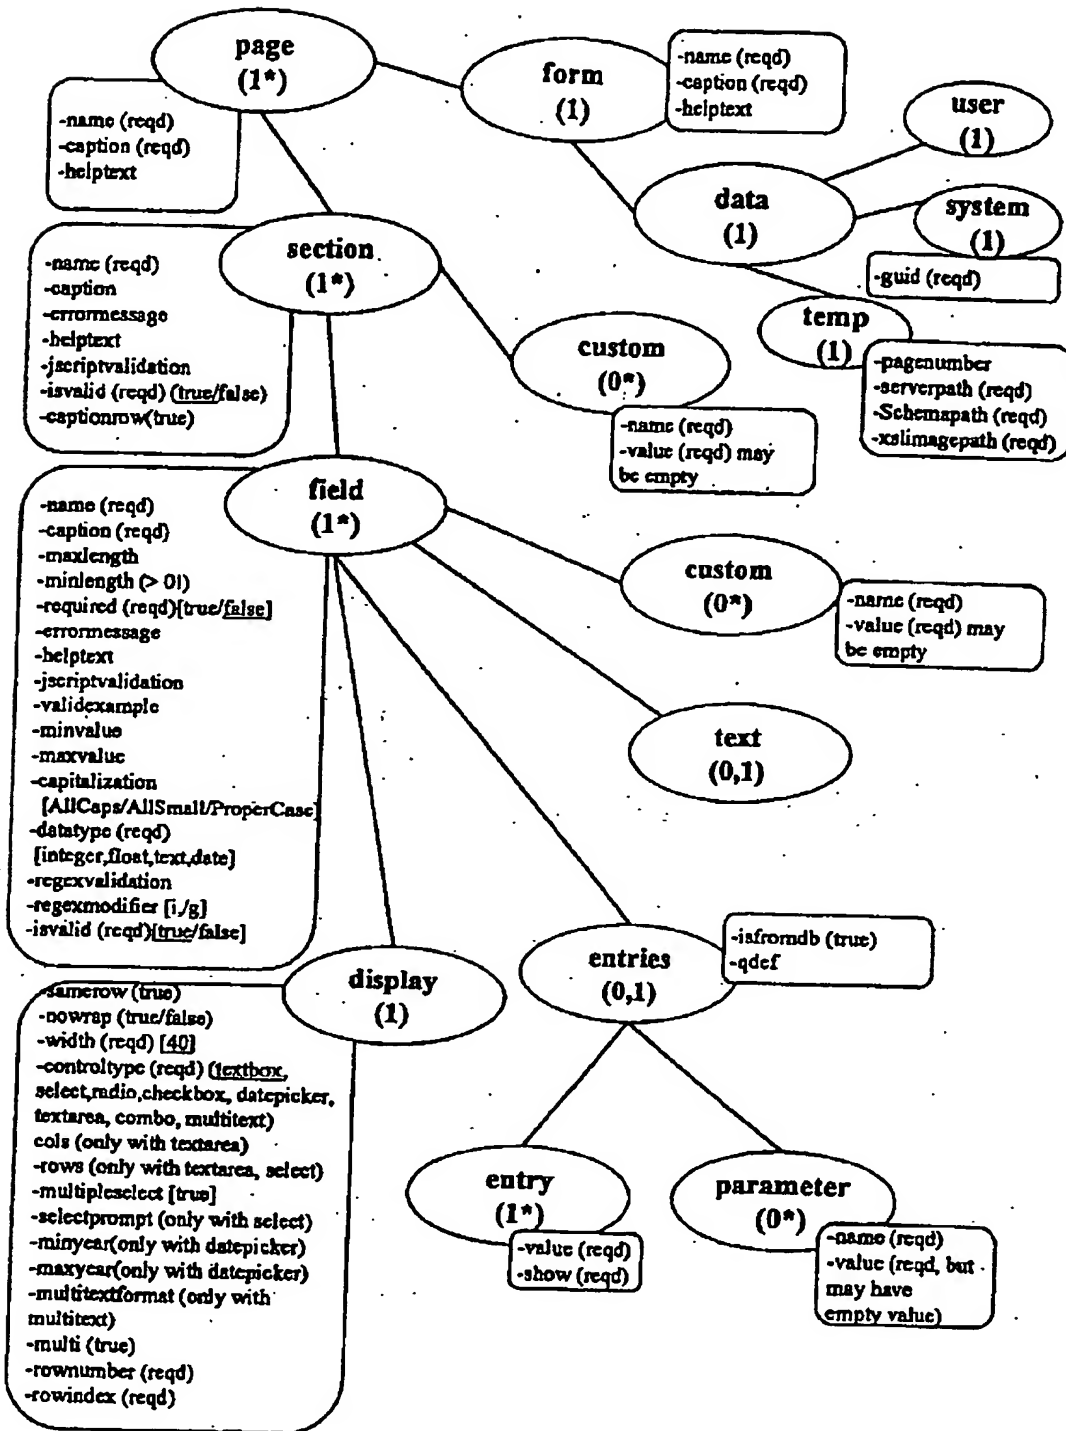 page
(1*)
-name (reqd)
-caption (reqd)
-helptext
form
(1)
-name (reqd)
-caption (reqd)
-helptext
user
(1)
data
(1)
system
(1)
-guid (reqd)
temp
(1)
-pagenumber
-serverpath (reqd)
-Schemapath (reqd)
-xslimagepath (reqd)
section
(1*)
-name (reqd)
-caption
-errormessage
-helptext
-jscriptvalidation
-isvalid (reqd) (true/false)
-captionrow(true)
custom
(0*)
-name (reqd)
-value (reqd) may
be empty
field
(1*)
-name (reqd)
-caption (reqd)
-maxlength
-minlength (> 0!)
-required (reqd)[true/false]
-errormessage
-helptext
-jscriptvalidation
-validexample
-minvalue
-maxvalue
-capitalization
[AllCaps/AllSmall/ProperCase]
-datatype (reqd)
[integer,float,text,date]
-regexvalidation
-regexmodifier [i,/g]
-isvalid (reqd)[true/false]
custom
(0*)
-name (reqd)
-value (reqd) may
be empty
text
(0,1)
display
(1)
-samerow (true)
-nowrap (true/false)
-width (reqd) [40]
-controltype (reqd) (textbox,
select,radio,checkbox, datepicker,
textarea, combo, multitext)
cols (only with textarea)
-rows (only with textarea, select)
-multipleselect [true]
-selectprompt (only with select)
-minyear(only with datepicker)
-maxyear(only with datepicker)
-multitextformat (only with
multitext)
-multi (true)
-rownumber (reqd)
-rowindex (reqd)
entries
(0,1)
-isfromdb (true)
-qdef
entry
(1*)
-value (reqd)
-show (reqd)
parameter
(0*)
-name (reqd)
-value (reqd, but
may have
empty value)